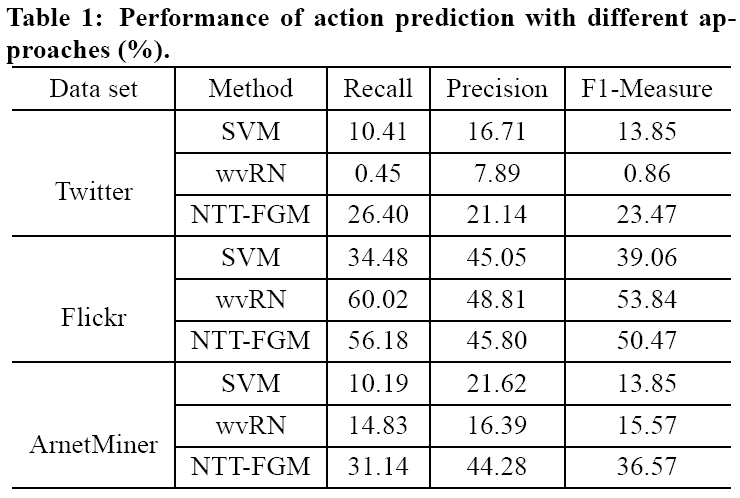 Table 1: Performance of action prediction with different ap-
proaches (%).
Data set Method Recall Precision F1-Measure
Twitter
SVM 10.41 16.71 13.85
wvRN 0.45 7.89 0.86
NTT-FGM 26.40 21.14 23.47
Flickr
SVM 34.48 45.05 39.06
wvRN 60.02 48.81 53.84
NTT-FGM 56.18 45.80 50.47
ArnetMiner
SVM 10.19 21.62 13.85
wvRN 14.83 16.39 15.57
NTT-FGM 31.14 44.28 36.57